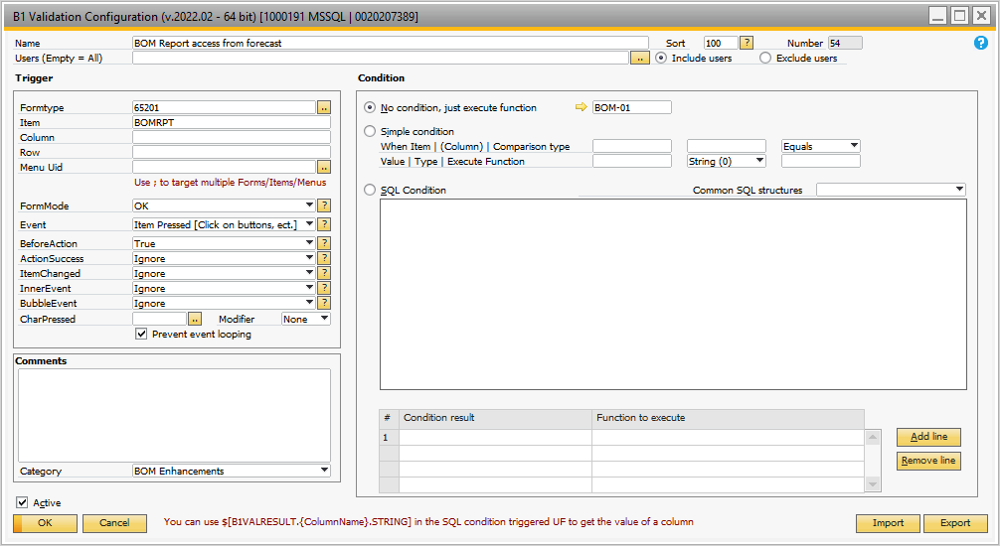 B1 Validation Configuration (v.2022.02 - 64 bit) [1000191 MSSQL | 0020207389]
Name BOM Report access from forecast Sort 100 ? Number 54 ?
Users (Empty = All) .. Include users Exclude users
Trigger
Formtype 65201 ..
Item BOMRPT
Column
Row
Menu Uid ..
Use ; to target multiple Forms/Items/Menus
FormMode OK ?
Event Item Pressed [Click on buttons, ect.] ?
BeforeAction True ?
ActionSuccess Ignore ?
ItemChanged Ignore ?
InnerEvent Ignore ?
BubbleEvent Ignore ?
CharPressed .. Modifier None
Prevent event looping
Comments
Category BOM Enhancements
Condition
No condition, just execute function BOM-01
Simple condition
When Item | (Column) | Comparison type Equals
Value | Type | Execute Function String (0)
SQL Condition Common SQL structures
# Condition result Function to execute
1
Add line
Remove line
Active
OK Cancel You can use $[B1VALRESULT.{ColumnName}.STRING] in the SQL condition triggered UF to get the value of a column Import Export